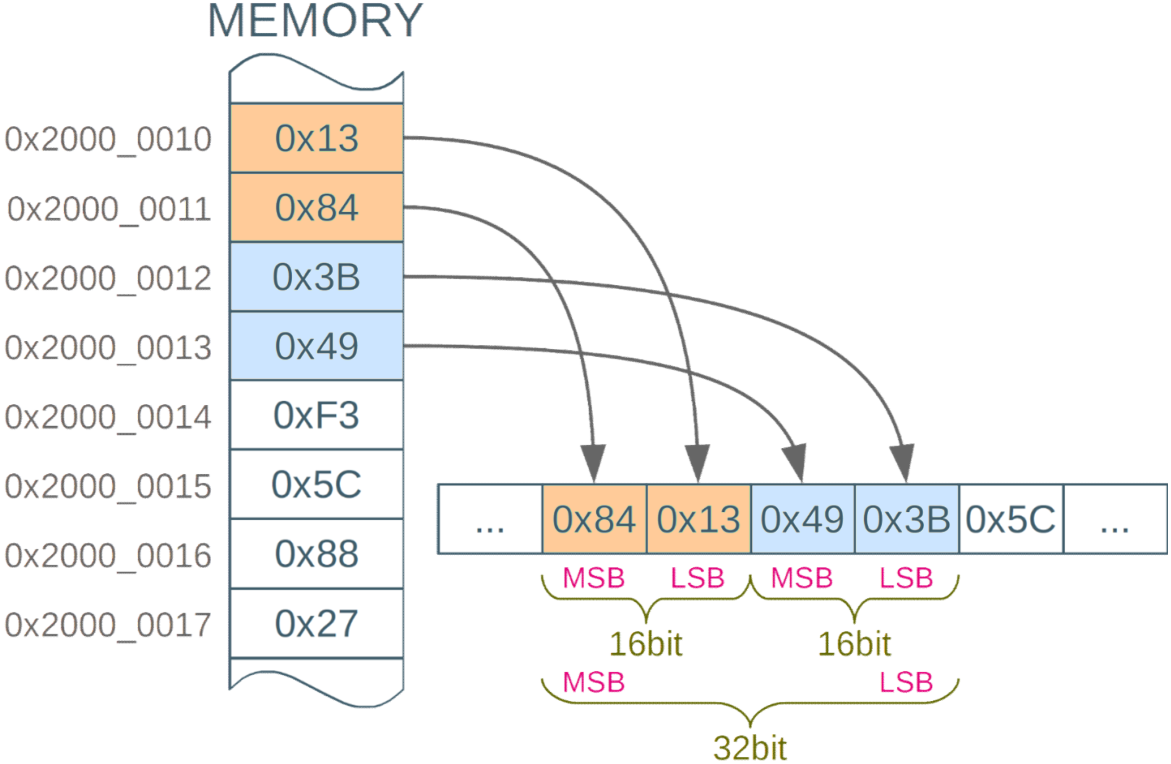 MEMORY
0x2000_0010 0x13
0x2000_0011 0x84
0x2000_0012 0x3B
0x2000_0013 0x49
0x2000_0014 0xF3
0x2000_0015 0x5C
... 0x84 0x13 0x49 0x3B 0x5C ...
0x2000_0016 0x88
MSB LSB MSB LSB
0x2000_0017 0x27
16bit 16bit
MSB LSB
32bit